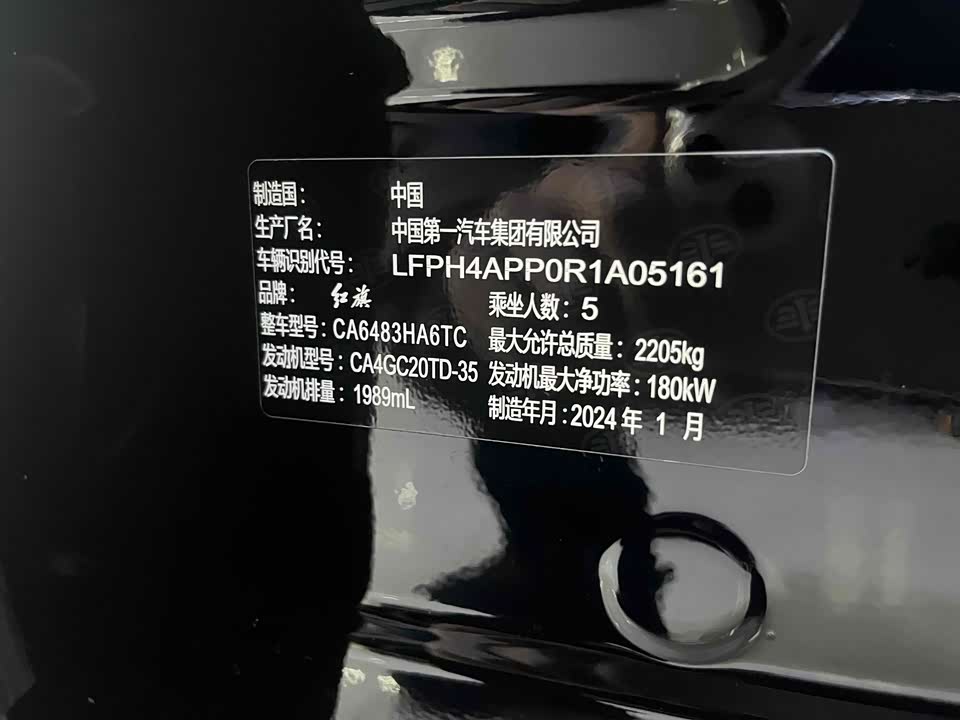 制造国： 中国
生产厂名： 中国第一汽车集团有限公司
车辆识别代号： LFPH4APP0R1A05161
品牌： 红旗 乘坐人数：5
整车型号：CA6483HA6TC 最大允许总质量：2205kg
发动机型号：CA4GC20TD-35 发动机最大净功率：180kW
发动机排量：1989mL 制造年月：2024 年 1 月